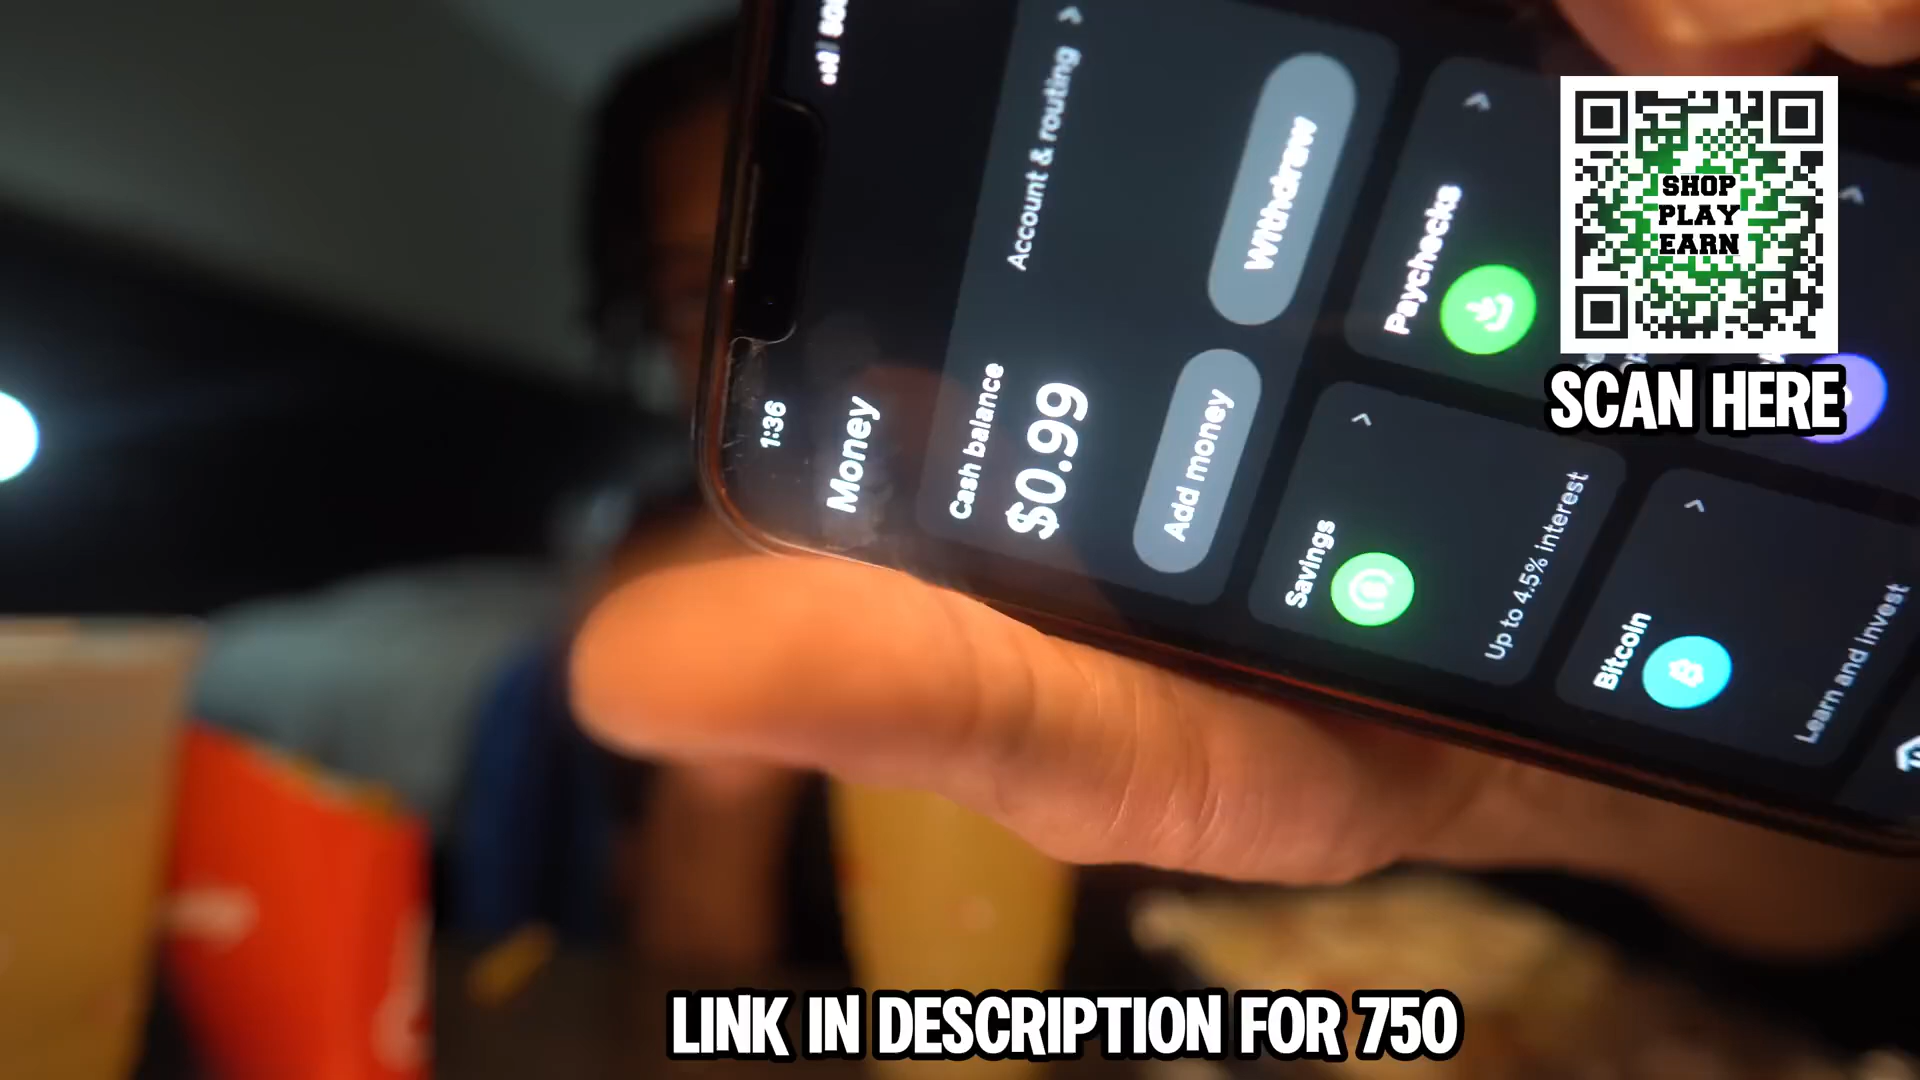 1:36
Money
Cash balance
Account & routing
$0.99
Add money
Withdraw
Savings
Up to 4.5% interest
Paychecks
Bitcoin
Learn and invest
SHOP
PLAY
EARN
SCAN HERE
LINK IN DESCRIPTION FOR 750